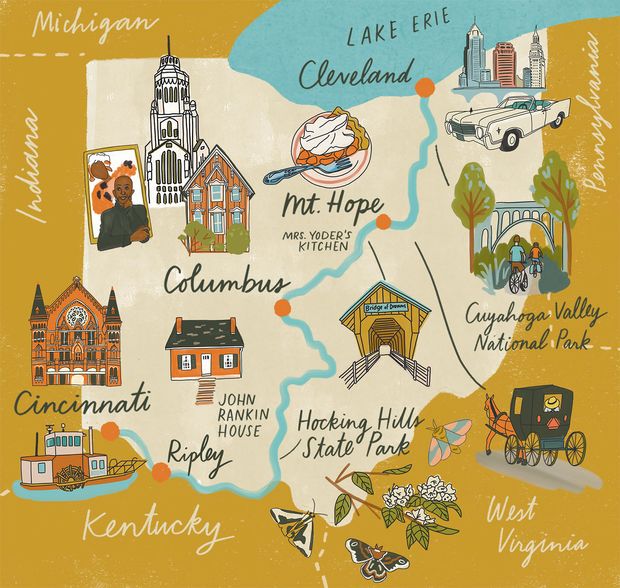 Michigan
LAKE ERIE
Cleveland
Pennsylvania
Indiana
Mt. Hope
MRS. YODER'S
KITCHEN
Columbus
Bridge of Dreams
Cuyahoga Valley
National Park
Cincinnati
JOHN
RANKIN
HOUSE
Hocking Hills
State Park
Ripley
Kentucky
West
Virginia